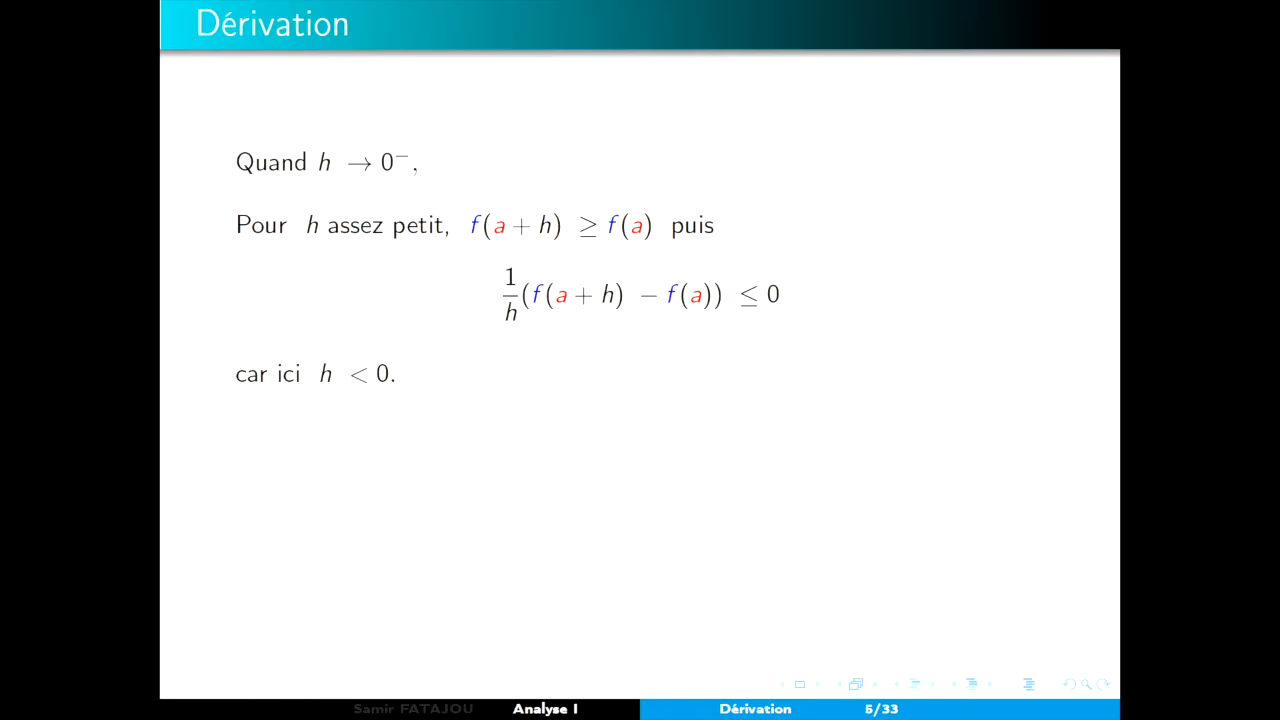 Dérivation
Quand h → 0⁻,
Pour h assez petit, f(a + h) ≥ f(a) puis
1/h (f(a + h) − f(a)) ≤ 0
car ici h < 0.
Samir FATAJOU Analyse I Dérivation 5/33